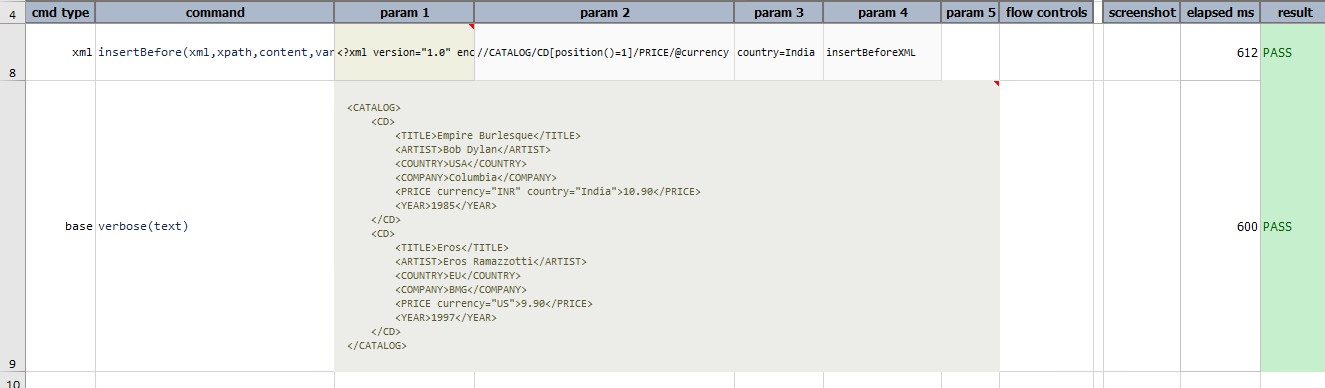 4 cmd type command param 1 param 2 param 3 param 4 param 5 flow controls screenshot elapsed ms result
8 xml insertBefore(xml,xpath,content,var <?xml version="1.0" enc //CATALOG/CD[position()=1]/PRICE/@currency country=India insertBeforeXML 612 PASS
<CATALOG>
<CD>
<TITLE>Empire Burlesque</TITLE>
<ARTIST>Bob Dylan</ARTIST>
<COUNTRY>USA</COUNTRY>
<COMPANY>Columbia</COMPANY>
<PRICE currency="INR" country="India">10.90</PRICE>
<YEAR>1985</YEAR>
</CD>
base verbose(text) <CD> 600 PASS
<TITLE>Eros</TITLE>
<ARTIST>Eros Ramazzotti</ARTIST>
<COUNTRY>EU</COUNTRY>
<COMPANY>BMG</COMPANY>
<PRICE currency="US">9.90</PRICE>
<YEAR>1997</YEAR>
</CD>
</CATALOG>
9
10